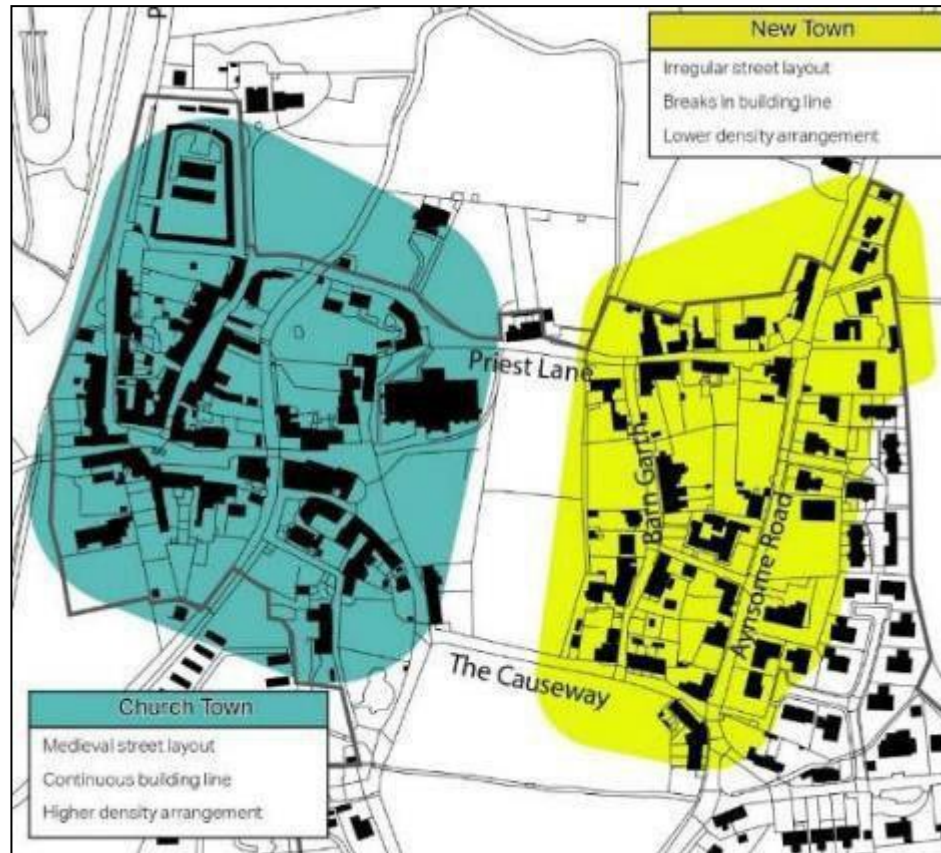 New Town
Irregular street layout
Breaks in building line
Lower density arrangement
Priest Lane
Barn Garth
Aynsome Road
The Causeway
Church Town
Medieval street layout
Continuous building line
Higher density arrangement